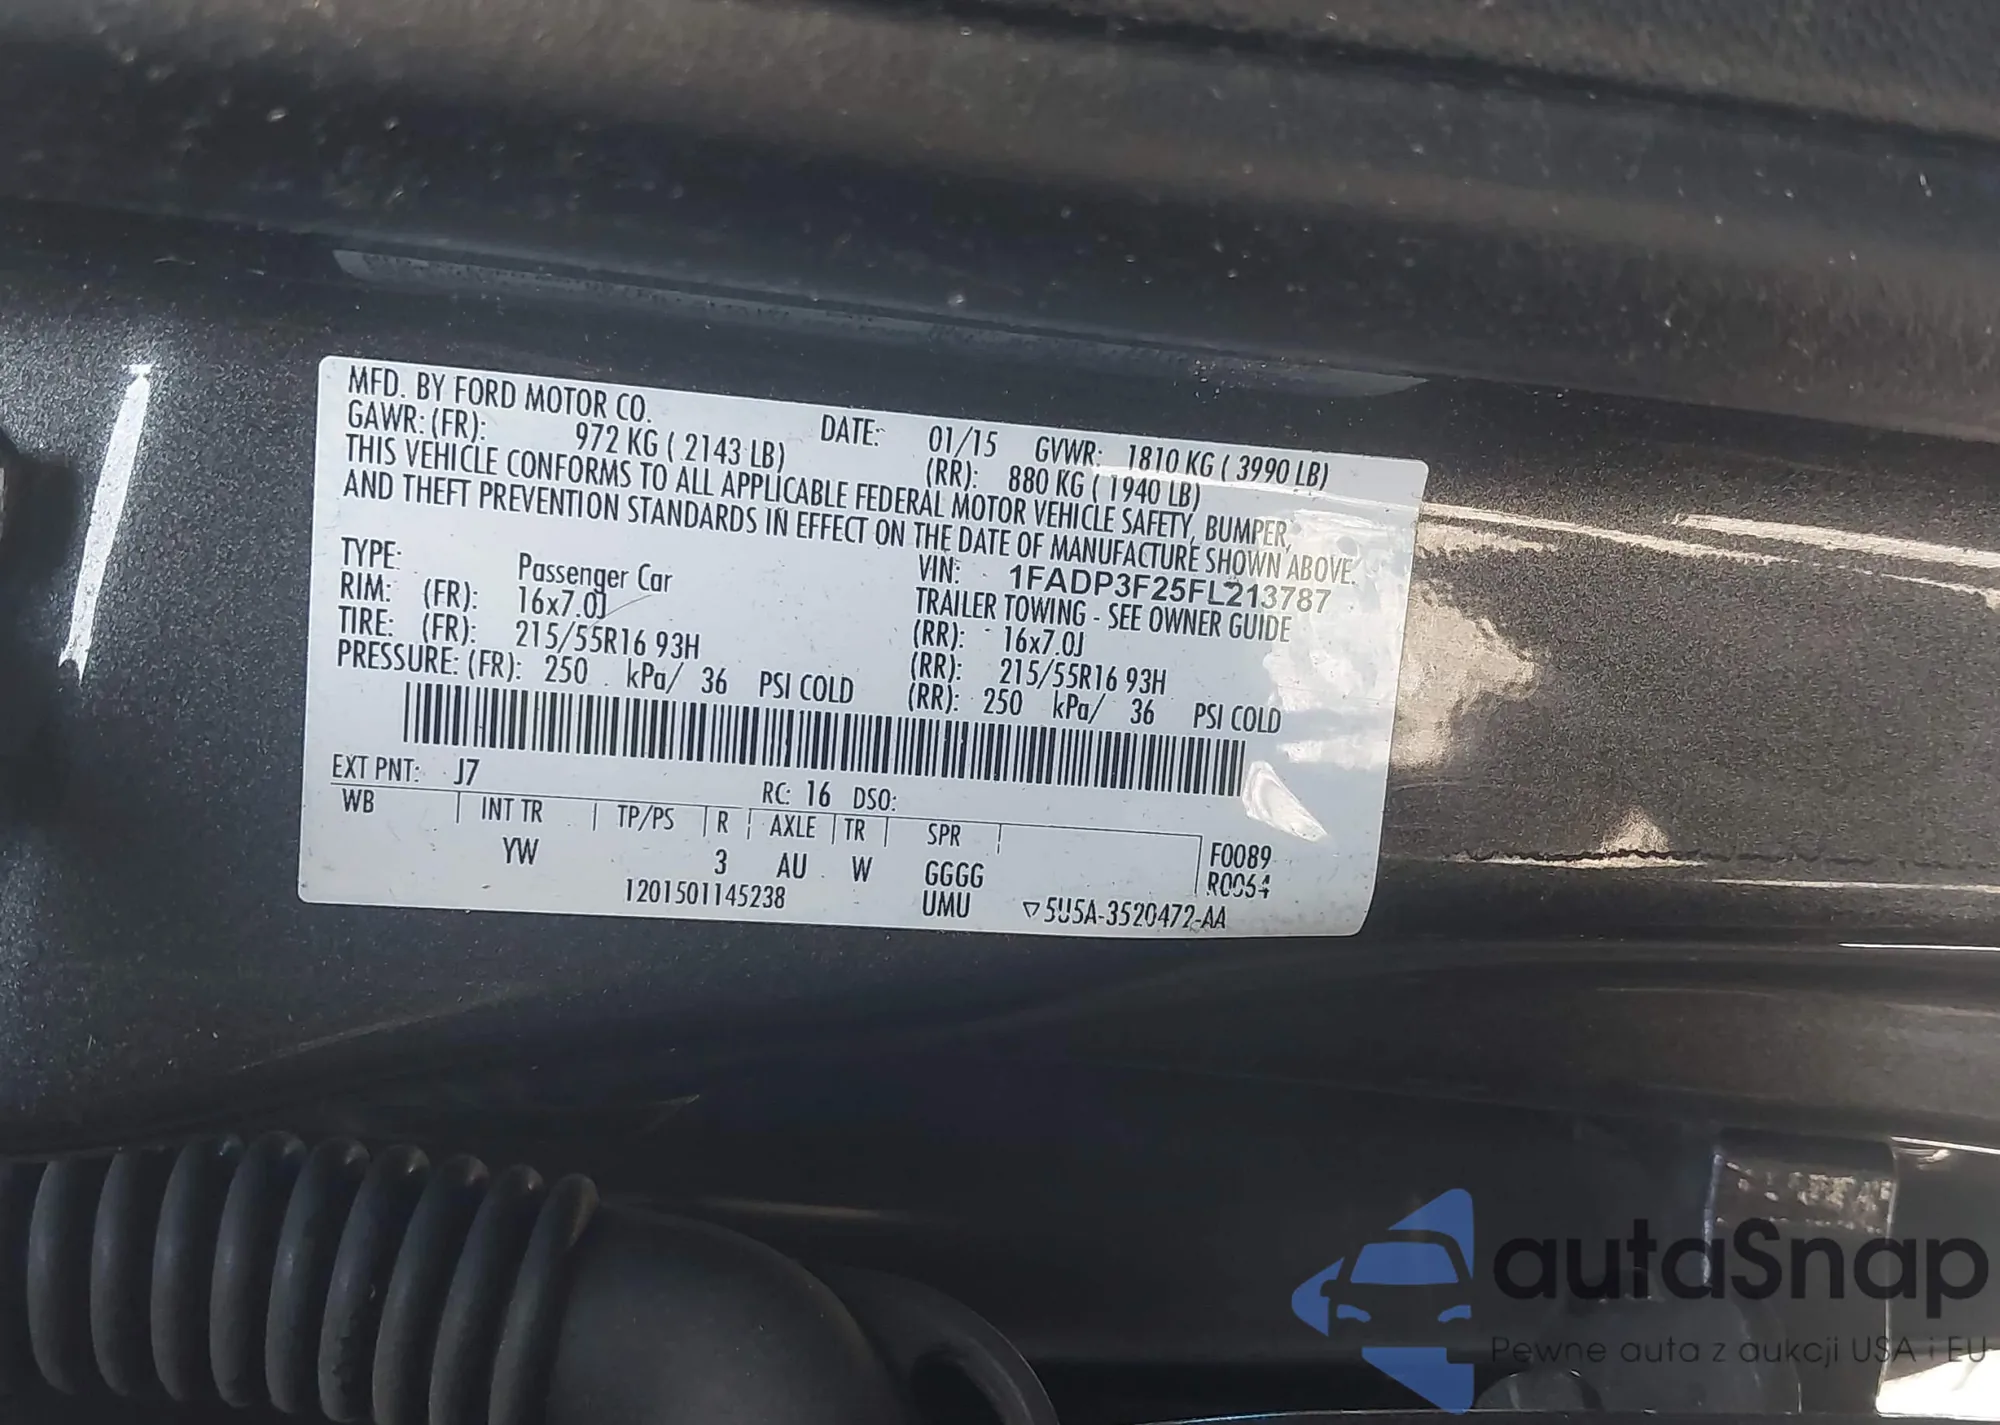 MFD. BY FORD MOTOR CO. DATE: 01/15 GVWR: 1810 KG ( 3990 LB)
GAWR: (FR): 972 KG ( 2143 LB) (RR): 880 KG ( 1940 LB)
THIS VEHICLE CONFORMS TO ALL APPLICABLE FEDERAL MOTOR VEHICLE SAFETY, BUMPER,
AND THEFT PREVENTION STANDARDS IN EFFECT ON THE DATE OF MANUFACTURE SHOWN ABOVE.
VIN: 1FADP3F25FL213787
TYPE: Passenger Car TRAILER TOWING - SEE OWNER GUIDE
RIM: (FR): 16x7.0J (RR): 16x7.0J
TIRE: (FR): 215/55R16 93H (RR): 215/55R16 93H
PRESSURE: (FR): 250 kPa/ 36 PSI COLD (RR): 250 kPa/ 36 PSI COLD
EXT PNT: J7 RC: 16 DSO:
WB INT TR TP/PS R AXLE TR SPR F0089
YW 3 AU W GGGG R0064
1201501145238 UMU ▽5U5A-3520472-AA
autaSnap
Pewne auta z aukcji USA i EU